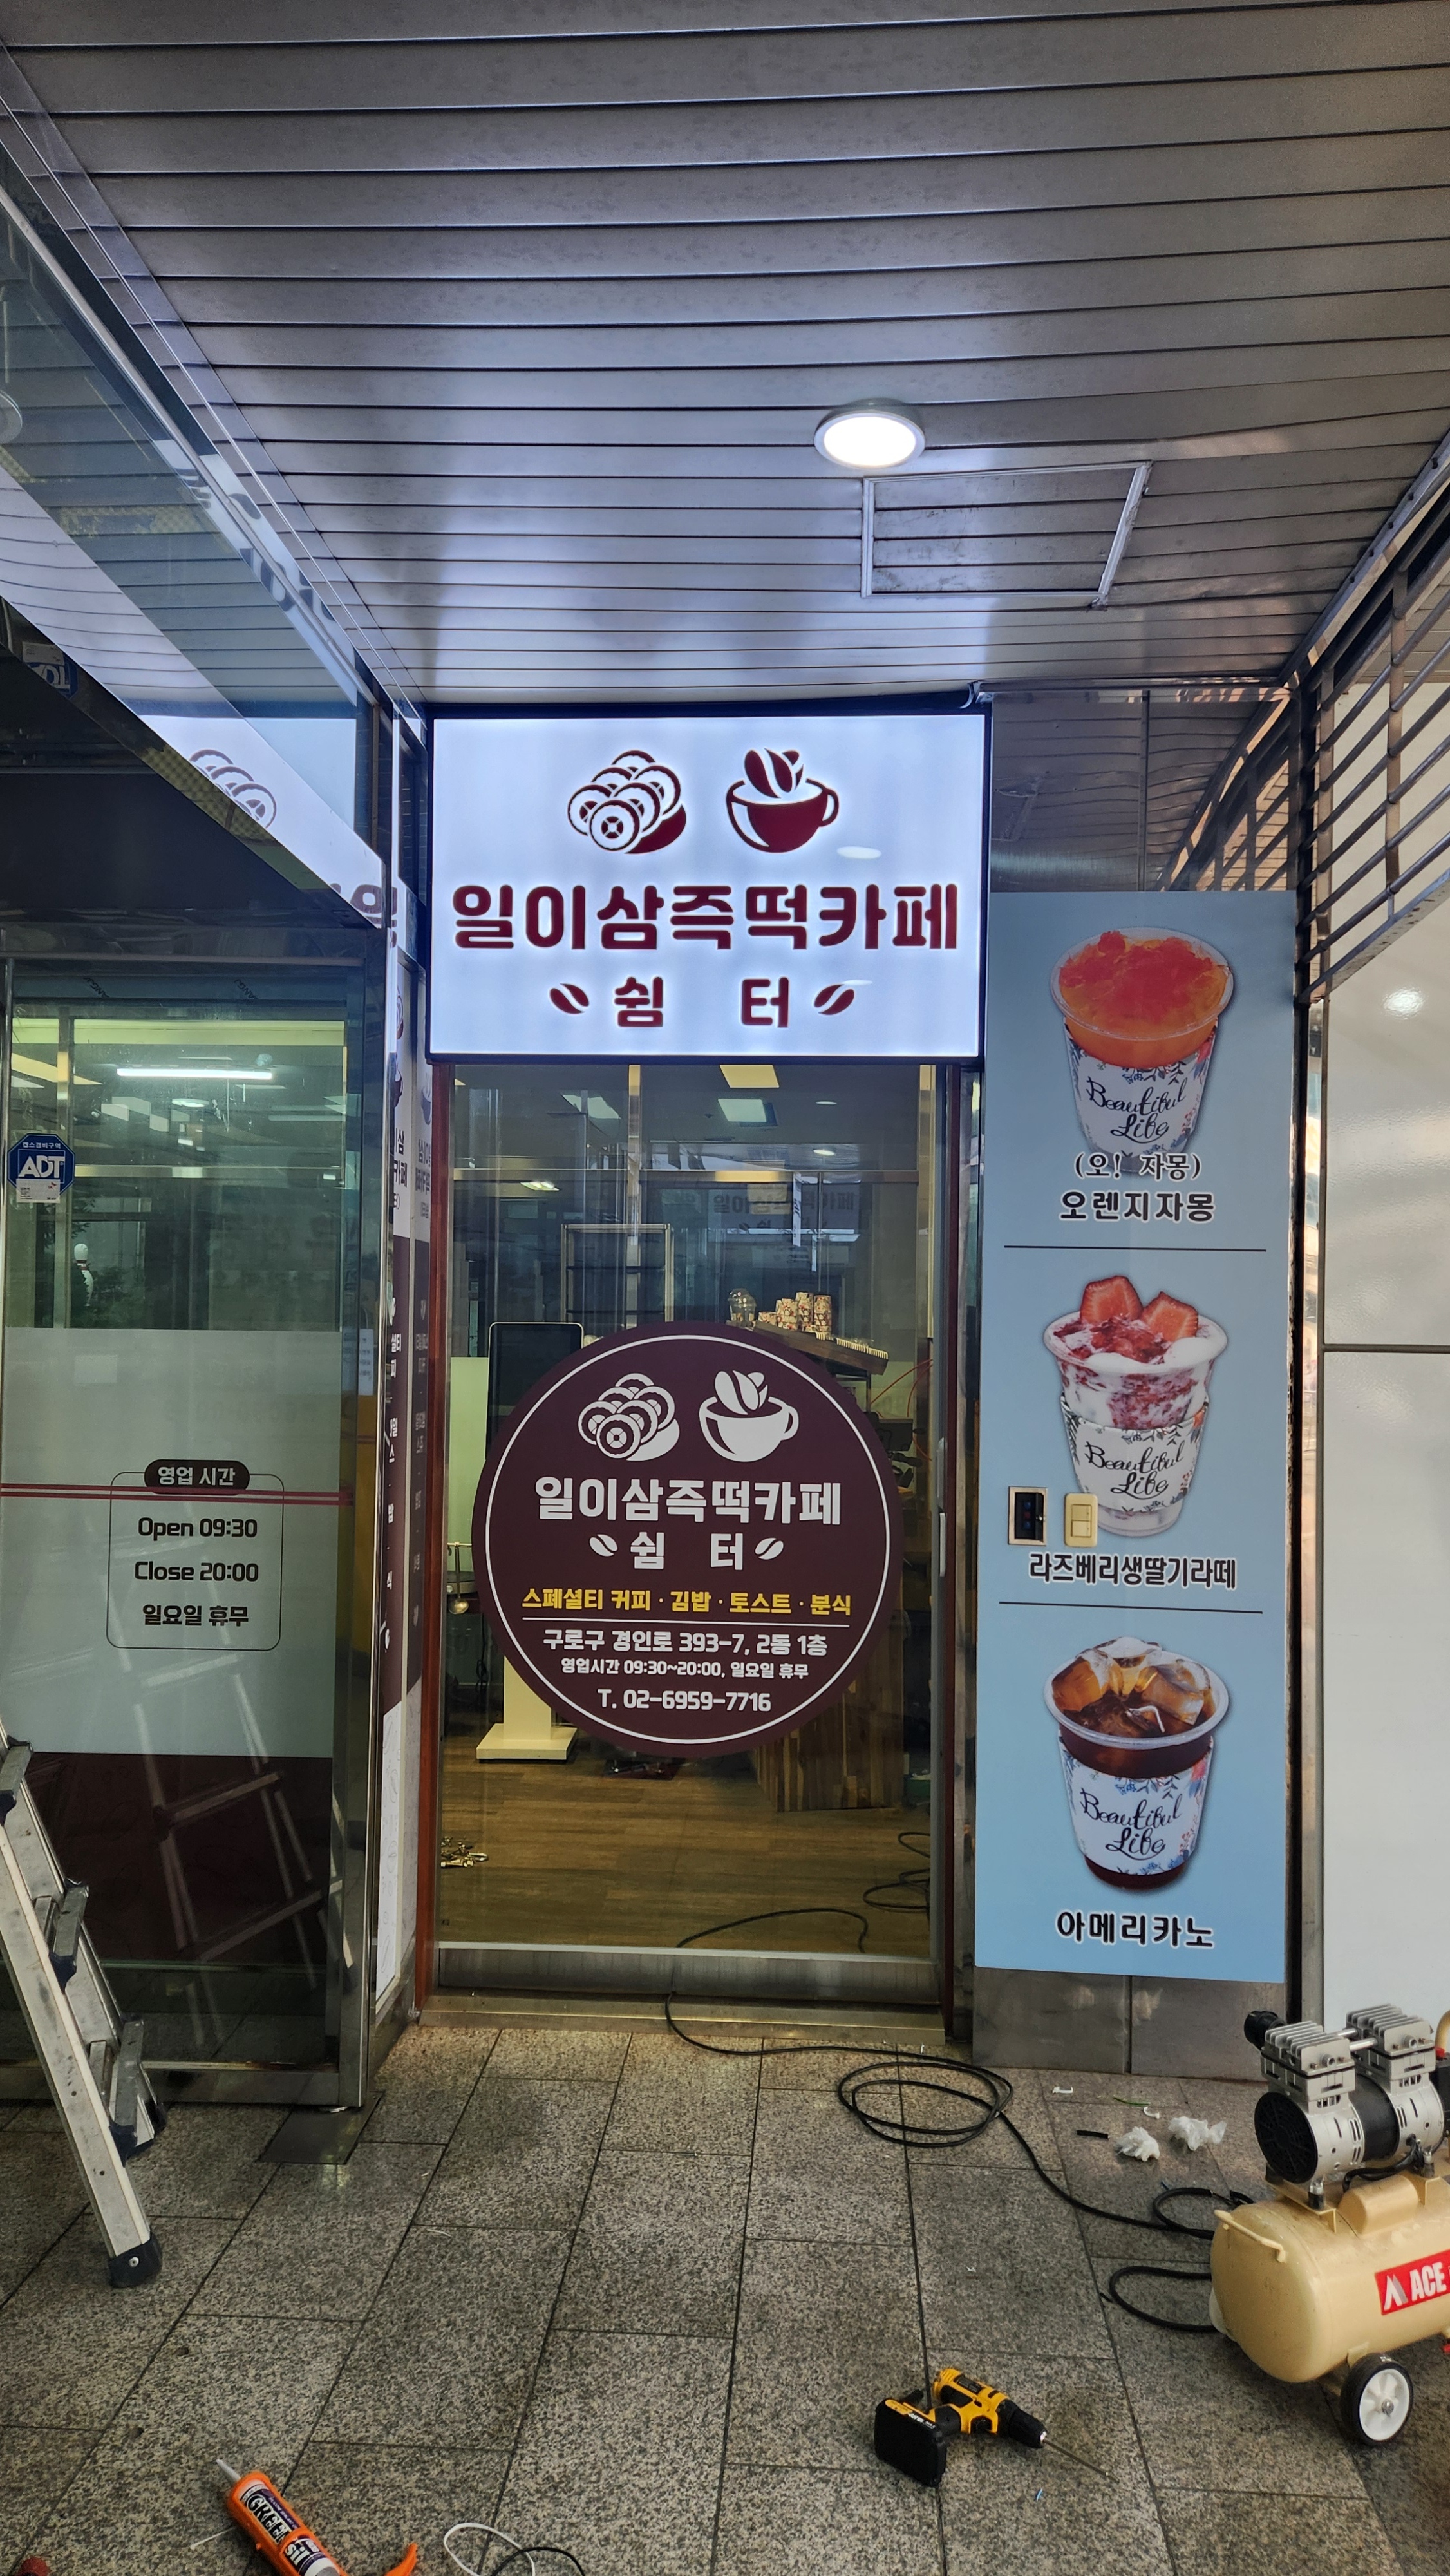 일이삼즉떡카페
쉼 터
ADT
영업 시간
Open 09:30
Close 20:00
일요일 휴무
일이삼즉떡카페
쉼 터
스페셜티 커피 · 김밥 · 토스트 · 분식
구로구 경인로 393-7, 2동 1층
영업시간 09:30~20:00, 일요일 휴무
T. 02-6959-7716
Beautiful
Life
(오! 자몽)
오렌지자몽
Beautiful
Life
라즈베리생딸기라떼
Beautiful
Life
아메리카노
ACE